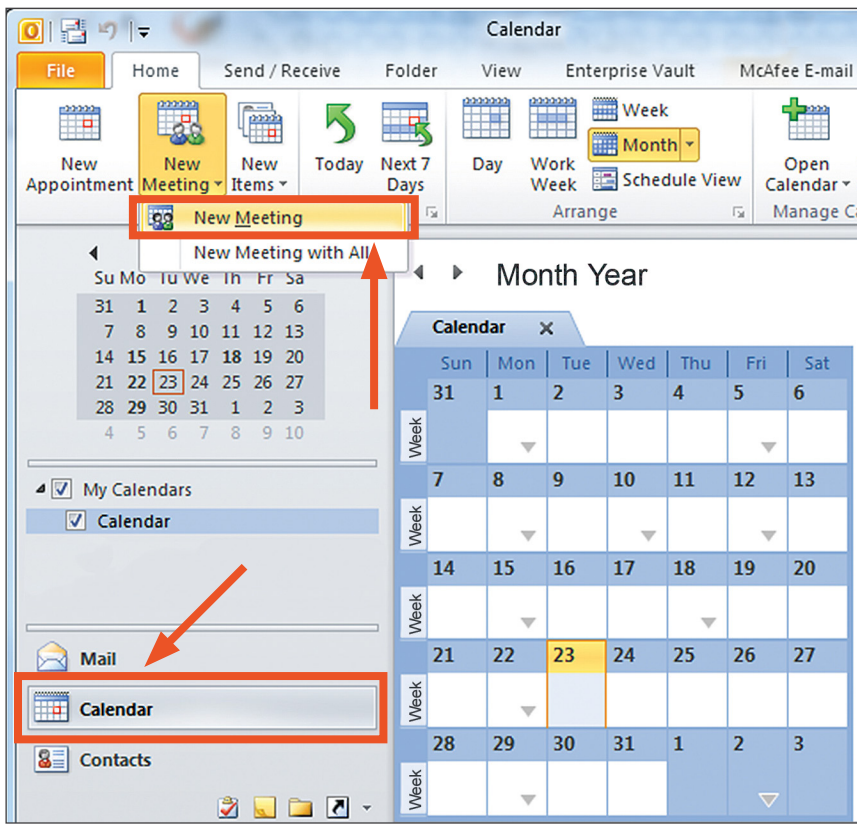 Calendar
File Home Send / Receive Folder View Enterprise Vault McAfee E-mail
New Appointment
New Meeting
New Items
Today
Next 7 Days
Day
Work Week
Week
Month
Schedule View
Open Calendar
Arrange
Manage
New Meeting
New Meeting with All
Su Mo Tu We Th Fr Sa
31 1 2 3 4 5 6
7 8 9 10 11 12 13
14 15 16 17 18 19 20
21 22 23 24 25 26 27
28 29 30 31 1 2 3
4 5 6 7 8 9 10
My Calendars
Calendar
Mail
Calendar
Contacts
Month Year
Calendar
Sun Mon Tue Wed Thu Fri Sat
31 1 2 3 4 5 6
Week
7 8 9 10 11 12 13
Week
14 15 16 17 18 19 20
Week
21 22 23 24 25 26 27
Week
28 29 30 31 1 2 3
Week